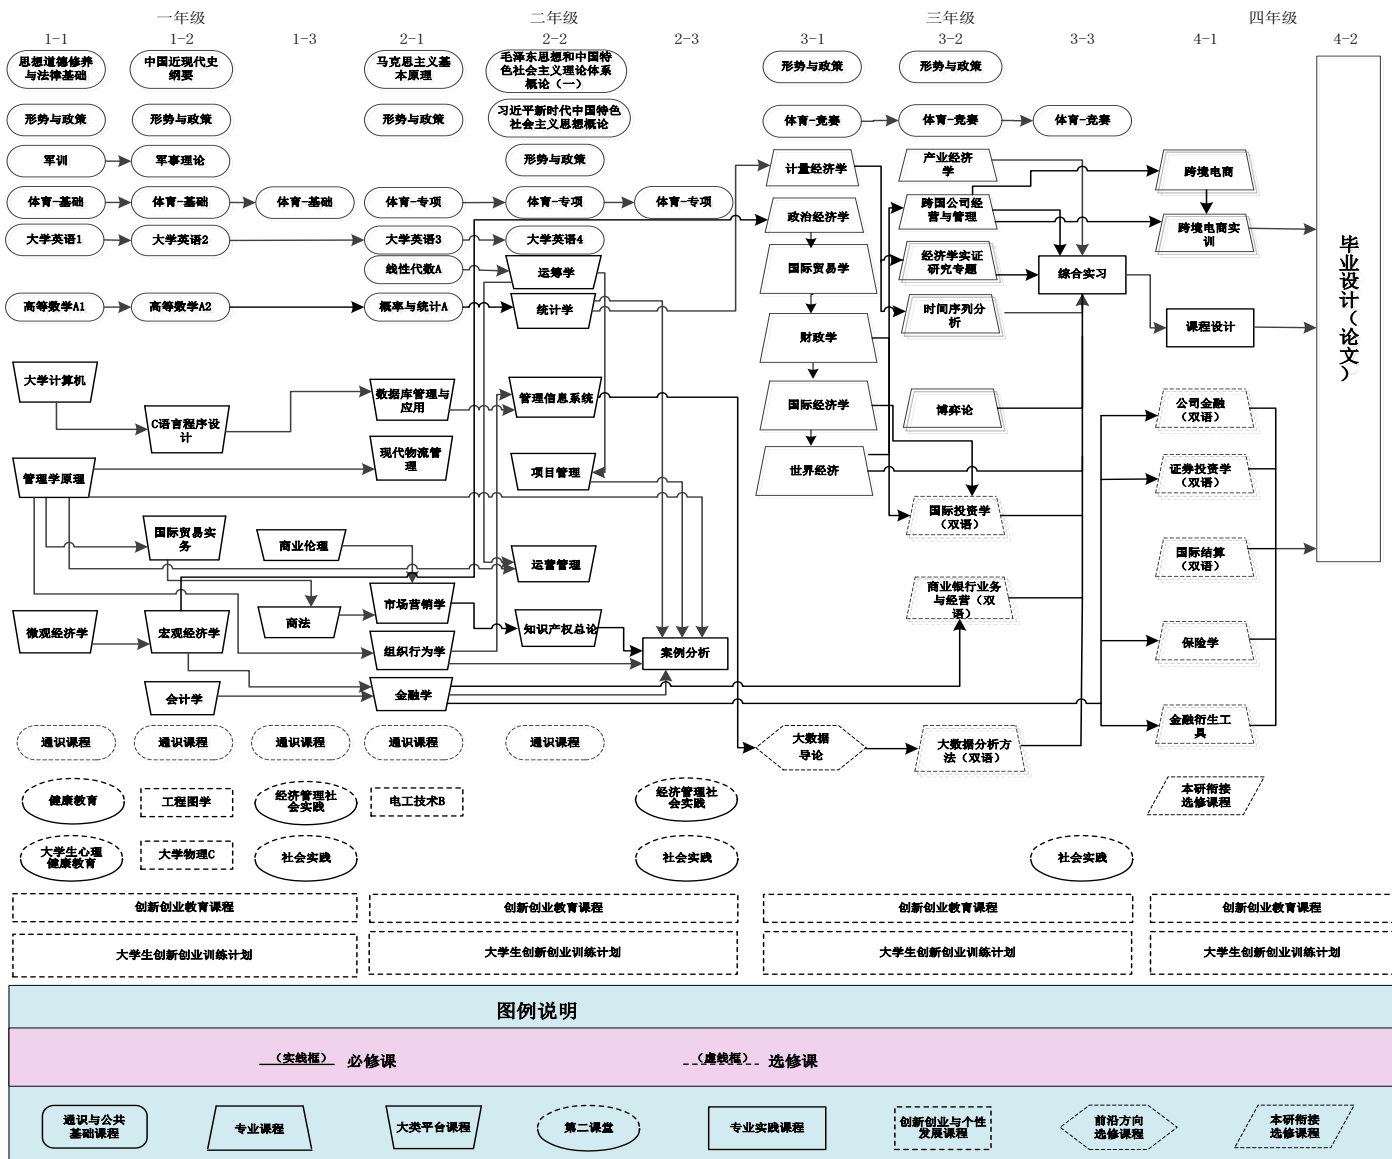 一年级
二年级
三年级
四年级
1-1
1-2
1-3
2-1
2-2
2-3
3-1
3-2
3-3
4-1
4-2
思想道德修养
与法律基础
中国近现代史
纲要
马克思主义基
本原理
毛泽东思想和中国特
色社会主义理论体系
概论（一）
形势与政策
形势与政策
形势与政策
形势与政策
形势与政策
习近平新时代中国特色
社会主义思想概论
体育-竞赛
体育-竞赛
体育-竞赛
军训
军事理论
形势与政策
计量经济学
产业经济
学
跨境电商
体育-基础
体育-基础
体育-基础
体育-专项
体育-专项
体育-专项
政治经济学
跨国公司经
营与管理
跨境电商实
训
大学英语1
大学英语2
大学英语3
大学英语4
线性代数A
运筹学
国际贸易学
经济学实证
研究专题
综合实习
毕业设计（论文）
高等数学A1
高等数学A2
概率与统计A
统计学
时间序列分
析
财政学
课程设计
大学计算机
C语言程序设
计
数据库管理与
应用
管理信息系统
国际经济学
博弈论
公司金融
（双语）
管理学原理
现代物流管
理
项目管理
世界经济
证券投资学
（双语）
国际贸易实
务
商业伦理
运营管理
国际投资学
（双语）
国际结算
（双语）
微观经济学
宏观经济学
商法
市场营销学
知识产权总论
商业银行业务
与经营（双
语）
组织行为学
案例分析
保险学
会计学
金融学
金融衍生工
具
通识课程
通识课程
通识课程
通识课程
通识课程
大数据
导论
大数据分析方
法（双语）
健康教育
工程图学
经济管理社
会实践
电工技术B
经济管理社
会实践
本研衔接
选修课程
大学生心理
健康教育
大学物理C
社会实践
社会实践
社会实践
创新创业教育课程
创新创业教育课程
创新创业教育课程
创新创业教育课程
大学生创新创业训练计划
大学生创新创业训练计划
大学生创新创业训练计划
大学生创新创业训练计划
图例说明
（实线框） 必修课
（虚线框） 选修课
通识与公共
基础课程
专业课程
大类平台课程
第二课堂
专业实践课程
创新创业与个性
发展课程
前沿方向
选修课程
本研衔接
选修课程